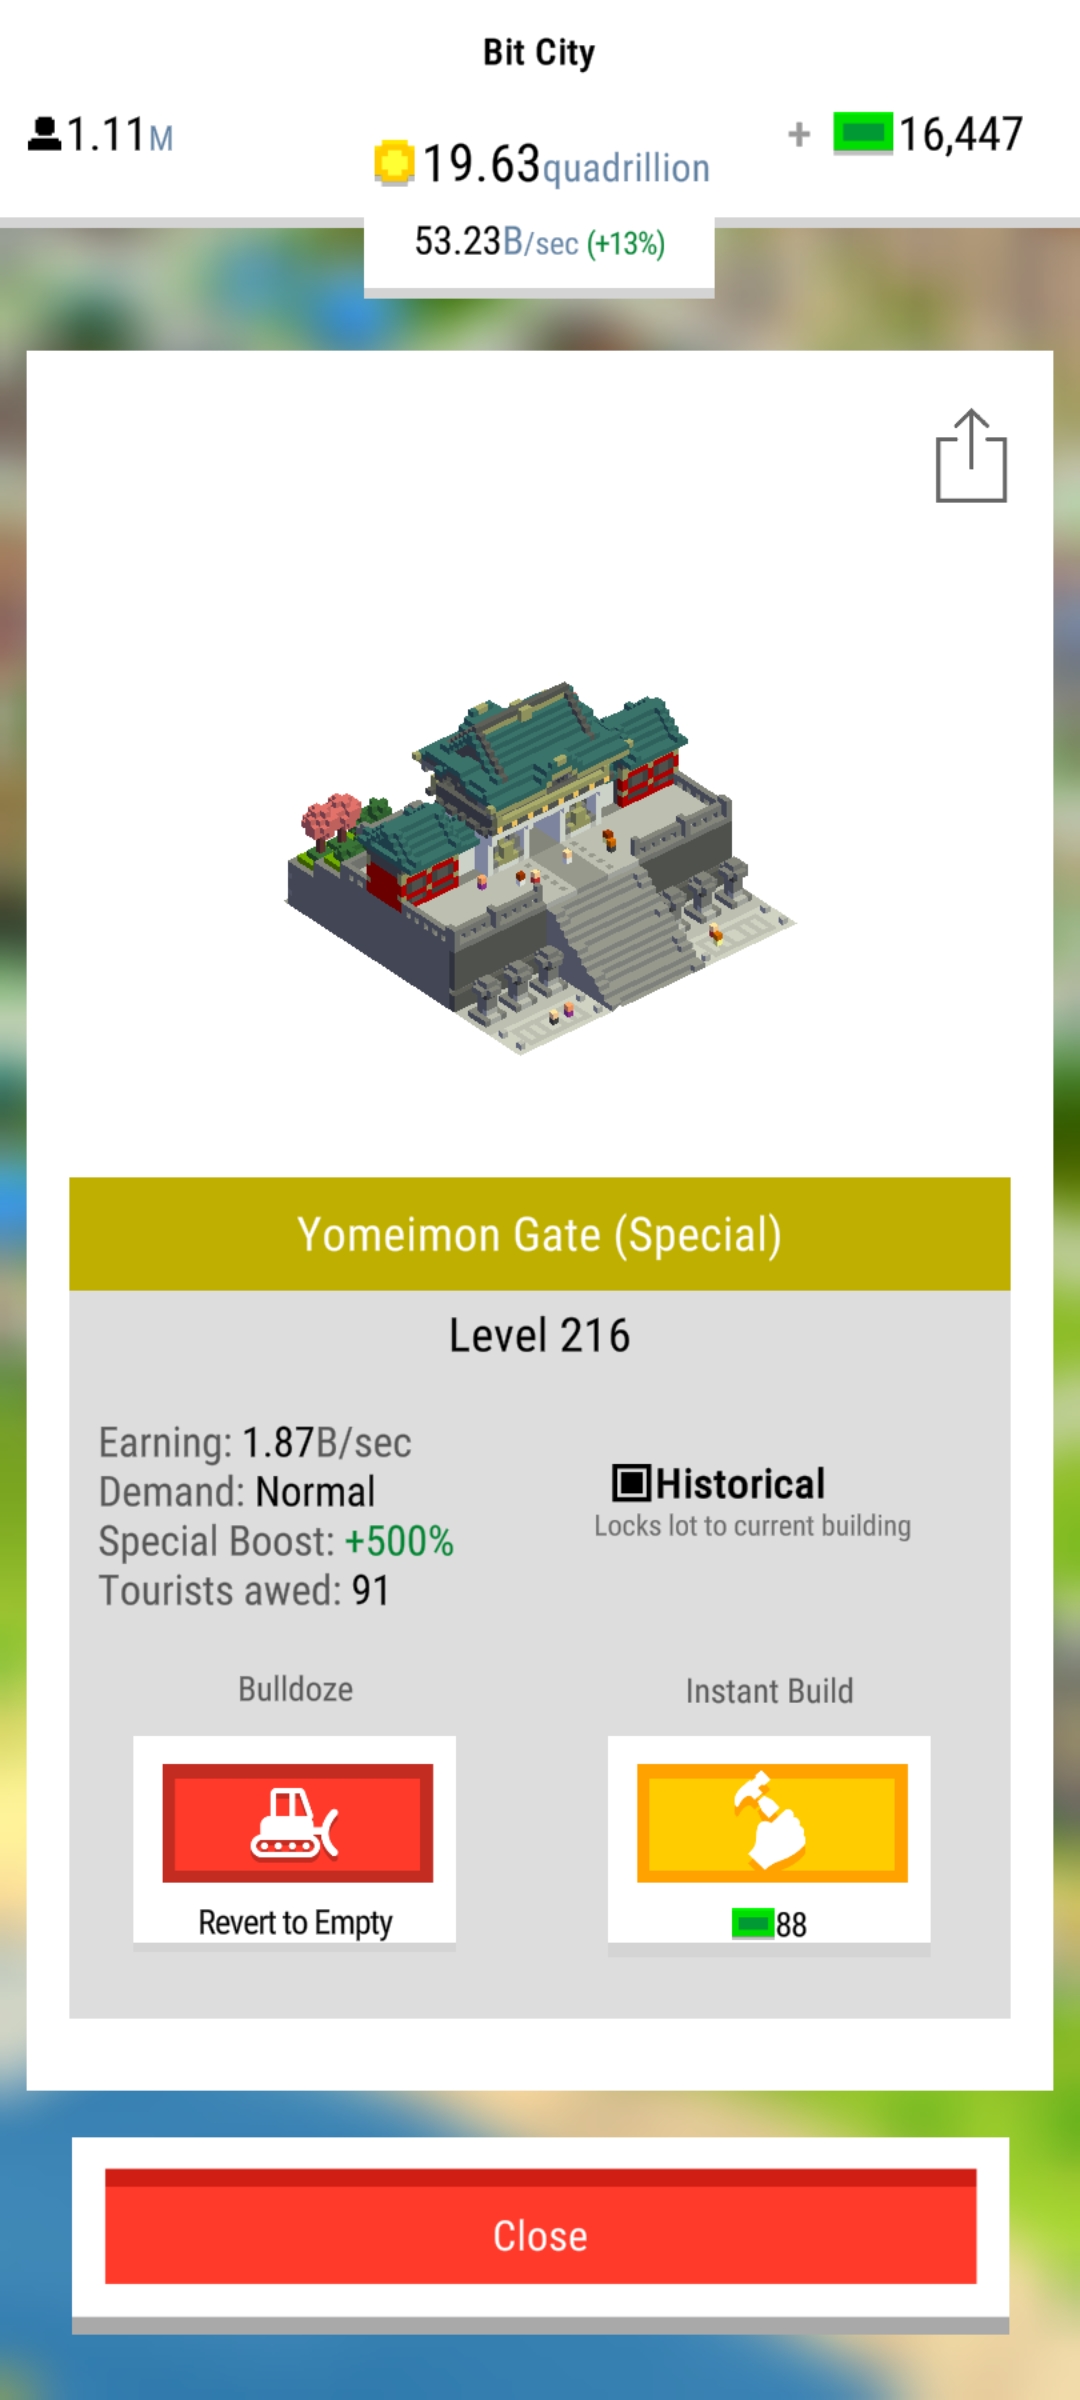 Bit City
1.11M
19.63quadrillion
+ 16,447
53.23B/sec (+13%)
Yomeimon Gate (Special)
Level 216
Earning: 1.87B/sec
Demand: Normal
Special Boost: +500%
Tourists awed: 91
Historical
Locks lot to current building
Bulldoze
Revert to Empty
Instant Build
88
Close